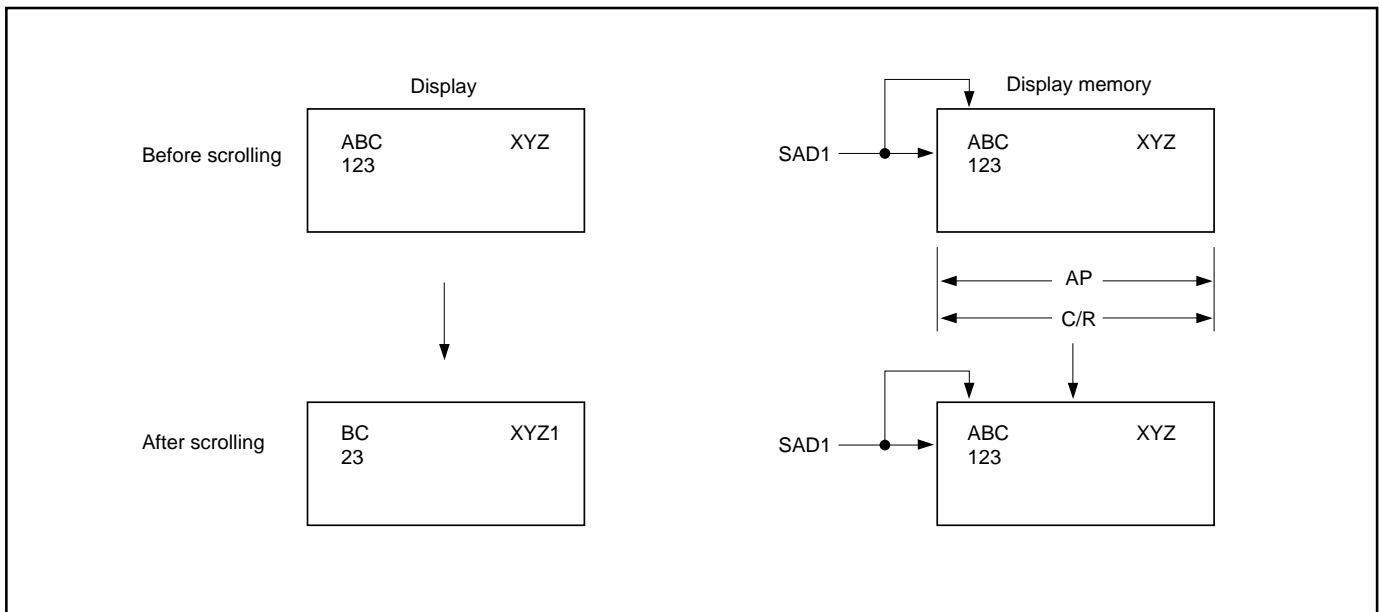 Display
Display memory
Before scrolling
ABC XYZ
123
SAD1
ABC XYZ
123
AP
C/R
After scrolling
BC XYZ1
23
SAD1
ABC XYZ
123